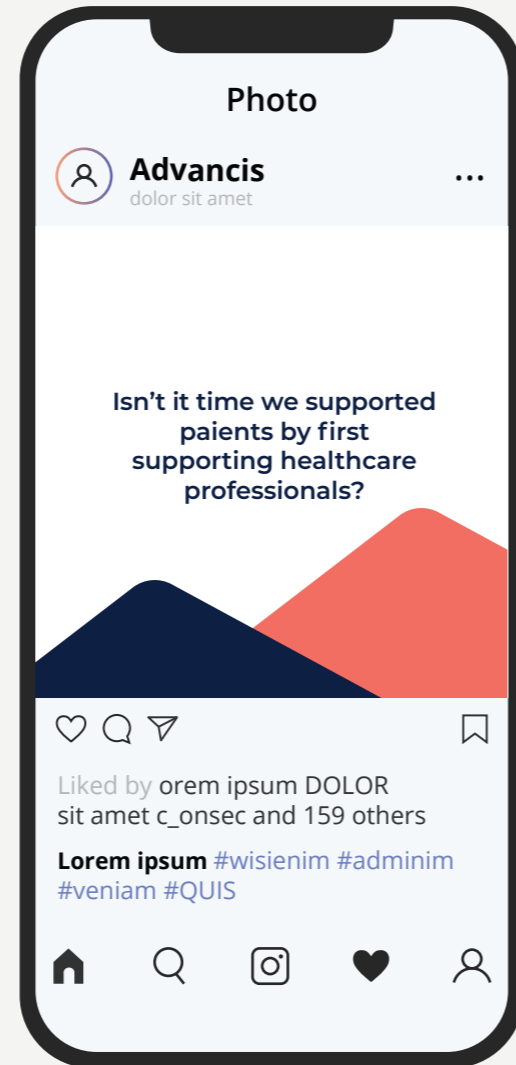 Photo
Advancis
dolor sit amet
Isn’t it time we supported
paients by first
supporting healthcare
professionals?
Liked by orem ipsum DOLOR
sit amet c_onsec and 159 others
Lorem ipsum #wisienim #adminim
#veniam #QUIS